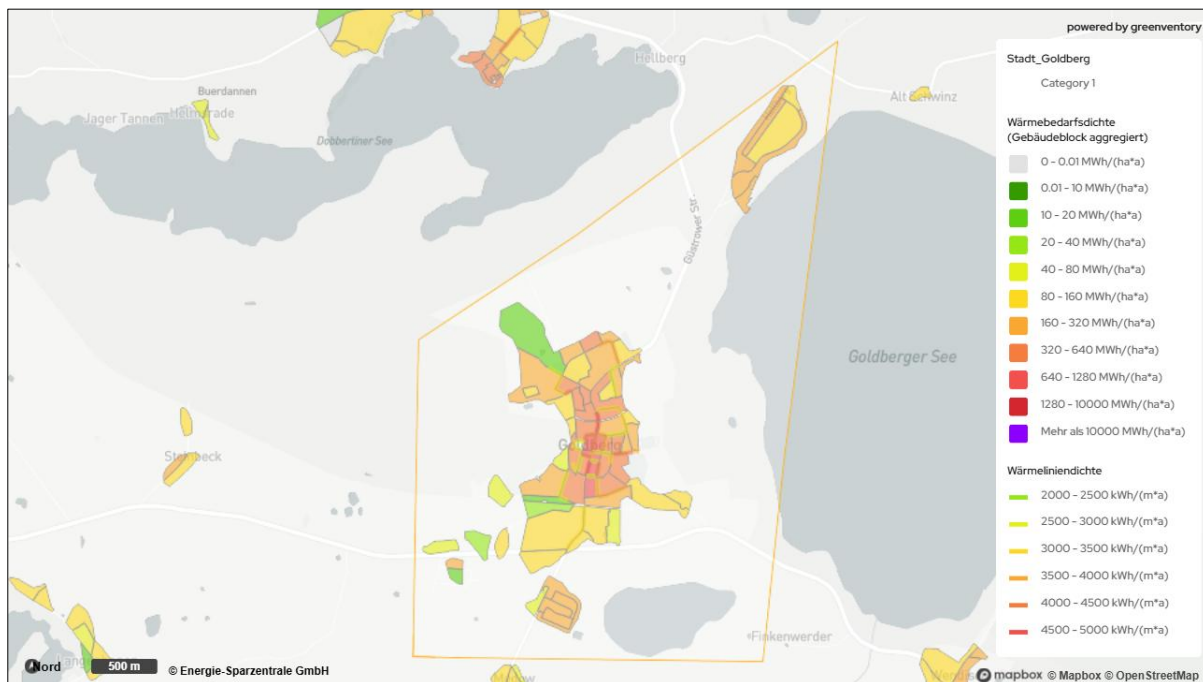 powered by greenventory
Stadt_Goldberg
Category 1
Wärmebedarfsdichte
(Gebäudeblock aggregiert)
0 - 0.01 MWh/(ha*a)
0.01 - 10 MWh/(ha*a)
10 - 20 MWh/(ha*a)
20 - 40 MWh/(ha*a)
40 - 80 MWh/(ha*a)
80 - 160 MWh/(ha*a)
160 - 320 MWh/(ha*a)
320 - 640 MWh/(ha*a)
640 - 1280 MWh/(ha*a)
1280 - 10000 MWh/(ha*a)
Mehr als 10000 MWh/(ha*a)
Wärmeliniendichte
2000 - 2500 kWh/(m*a)
2500 - 3000 kWh/(m*a)
3000 - 3500 kWh/(m*a)
3500 - 4000 kWh/(m*a)
4000 - 4500 kWh/(m*a)
4500 - 5000 kWh/(m*a)
Hellberg
Buerdannen
Jager Tannen
Helmsrade
Alt Schwinz
Dobbertiner See
Güstrower Str.
Goldberger See
Goldberg
Steinbeck
Finkenwerder
Nord
500 m
© Energie-Sparzentrale GmbH
mapbox © Mapbox © OpenStreetMap